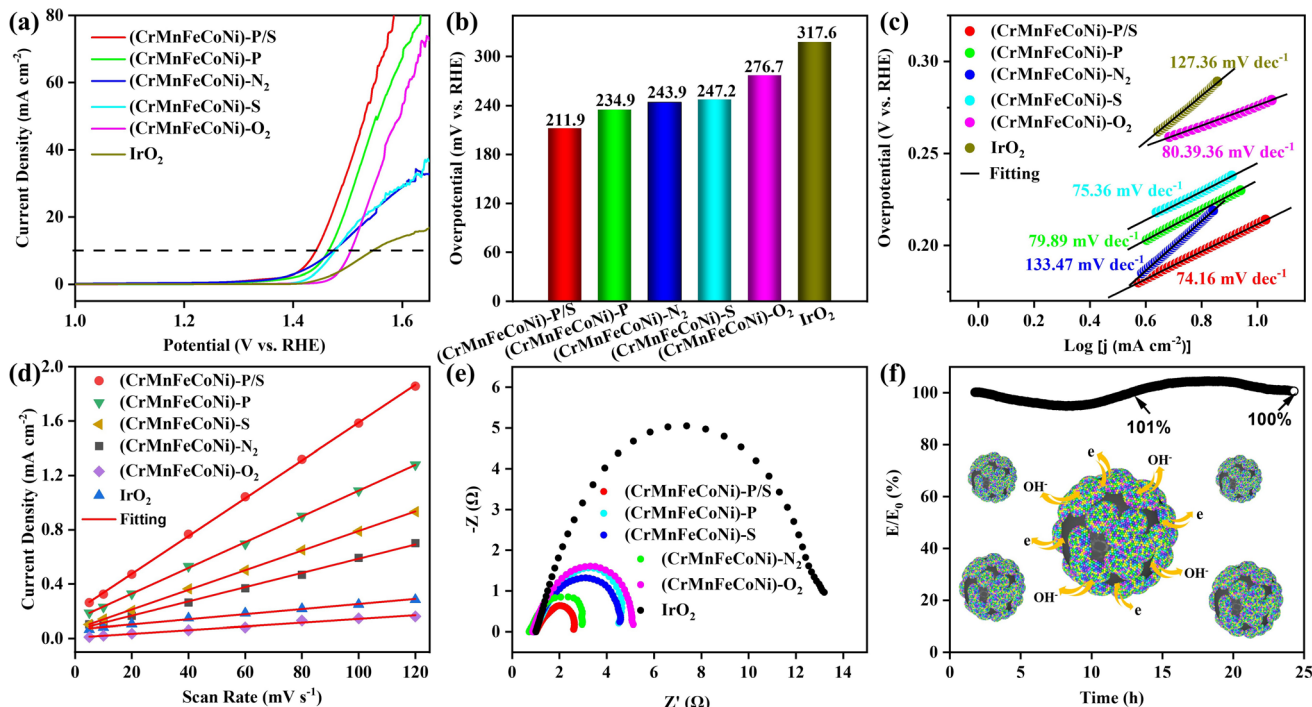 (a)
80
60
40
20
0
1.0
1.2
1.4
1.6
Current Density (mA cm⁻²)
Potential (V vs. RHE)
(CrMnFeCoNi)-P/S
(CrMnFeCoNi)-P
(CrMnFeCoNi)-N₂
(CrMnFeCoNi)-S
(CrMnFeCoNi)-O₂
IrO₂
(b)
300
240
180
120
60
0
Overpotential (mV vs. RHE)
211.9
234.9
243.9
247.2
276.7
317.6
(CrMnFeCoNi)-P/S
(CrMnFeCoNi)-P
(CrMnFeCoNi)-N₂
(CrMnFeCoNi)-S
(CrMnFeCoNi)-O₂
IrO₂
(c)
0.30
0.25
0.20
0.0
0.2
0.4
0.6
0.8
1.0
1.2
Overpotential (V vs. RHE)
Log [j (mA cm⁻²)]
(CrMnFeCoNi)-P/S
(CrMnFeCoNi)-P
(CrMnFeCoNi)-N₂
(CrMnFeCoNi)-S
(CrMnFeCoNi)-O₂
IrO₂
Fitting
127.36 mV dec⁻¹
80.39.36 mV dec⁻¹
75.36 mV dec⁻¹
79.89 mV dec⁻¹
133.47 mV dec⁻¹
74.16 mV dec⁻¹
(d)
2.0
1.6
1.2
0.8
0.4
0.0
0
20
40
60
80
100
120
Current Density (mA cm⁻²)
Scan Rate (mV s⁻¹)
(CrMnFeCoNi)-P/S
(CrMnFeCoNi)-P
(CrMnFeCoNi)-S
(CrMnFeCoNi)-N₂
(CrMnFeCoNi)-O₂
IrO₂
Fitting
(e)
6
5
4
3
2
1
0
-1
0
2
4
6
8
10
12
14
-Z (Ω)
Z' (Ω)
(CrMnFeCoNi)-P/S
(CrMnFeCoNi)-P
(CrMnFeCoNi)-S
(CrMnFeCoNi)-N₂
(CrMnFeCoNi)-O₂
IrO₂
(f)
100
80
60
40
20
0
0
5
10
15
20
25
E/E₀ (%)
Time (h)
101%
100%
e
OH⁻
OH⁻
e
e
OH⁻
OH⁻
e